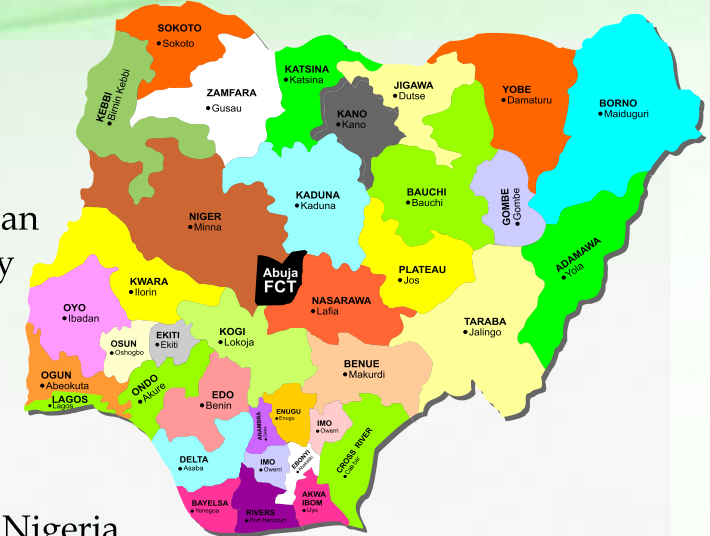 SOKOTO
Sokoto
KEBBI
Birnin Kebbi
ZAMFARA
Gusau
KATSINA
Katsina
KANO
Kano
JIGAWA
Dutse
YOBE
Damaturu
BORNO
Maiduguri
NIGER
Minna
KADUNA
Kaduna
BAUCHI
Bauchi
GOMBE
Gombe
ADAMAWA
Yola
an
y
Abuja
FCT
KWARA
Ilorin
PLATEAU
Jos
NASARAWA
Lafia
TARABA
Jalingo
OYO
Ibadan
OSUN
Oshogbo
EKITI
Ekiti
KOGI
Lokoja
BENUE
Makurdi
OGUN
Abeokuta
LAGOS
Lagos
ONDO
Akure
EDO
Benin
ANAMBRA
ENUGU
Enugu
IMO
Owerri
CROSS RIVER
DELTA
Asaba
IMO
Owerri
EBONYI
BAYELSA
Yenegoa
RIVERS
Port Harcourt
AKWA
IBOM
Uyo
Nigeria